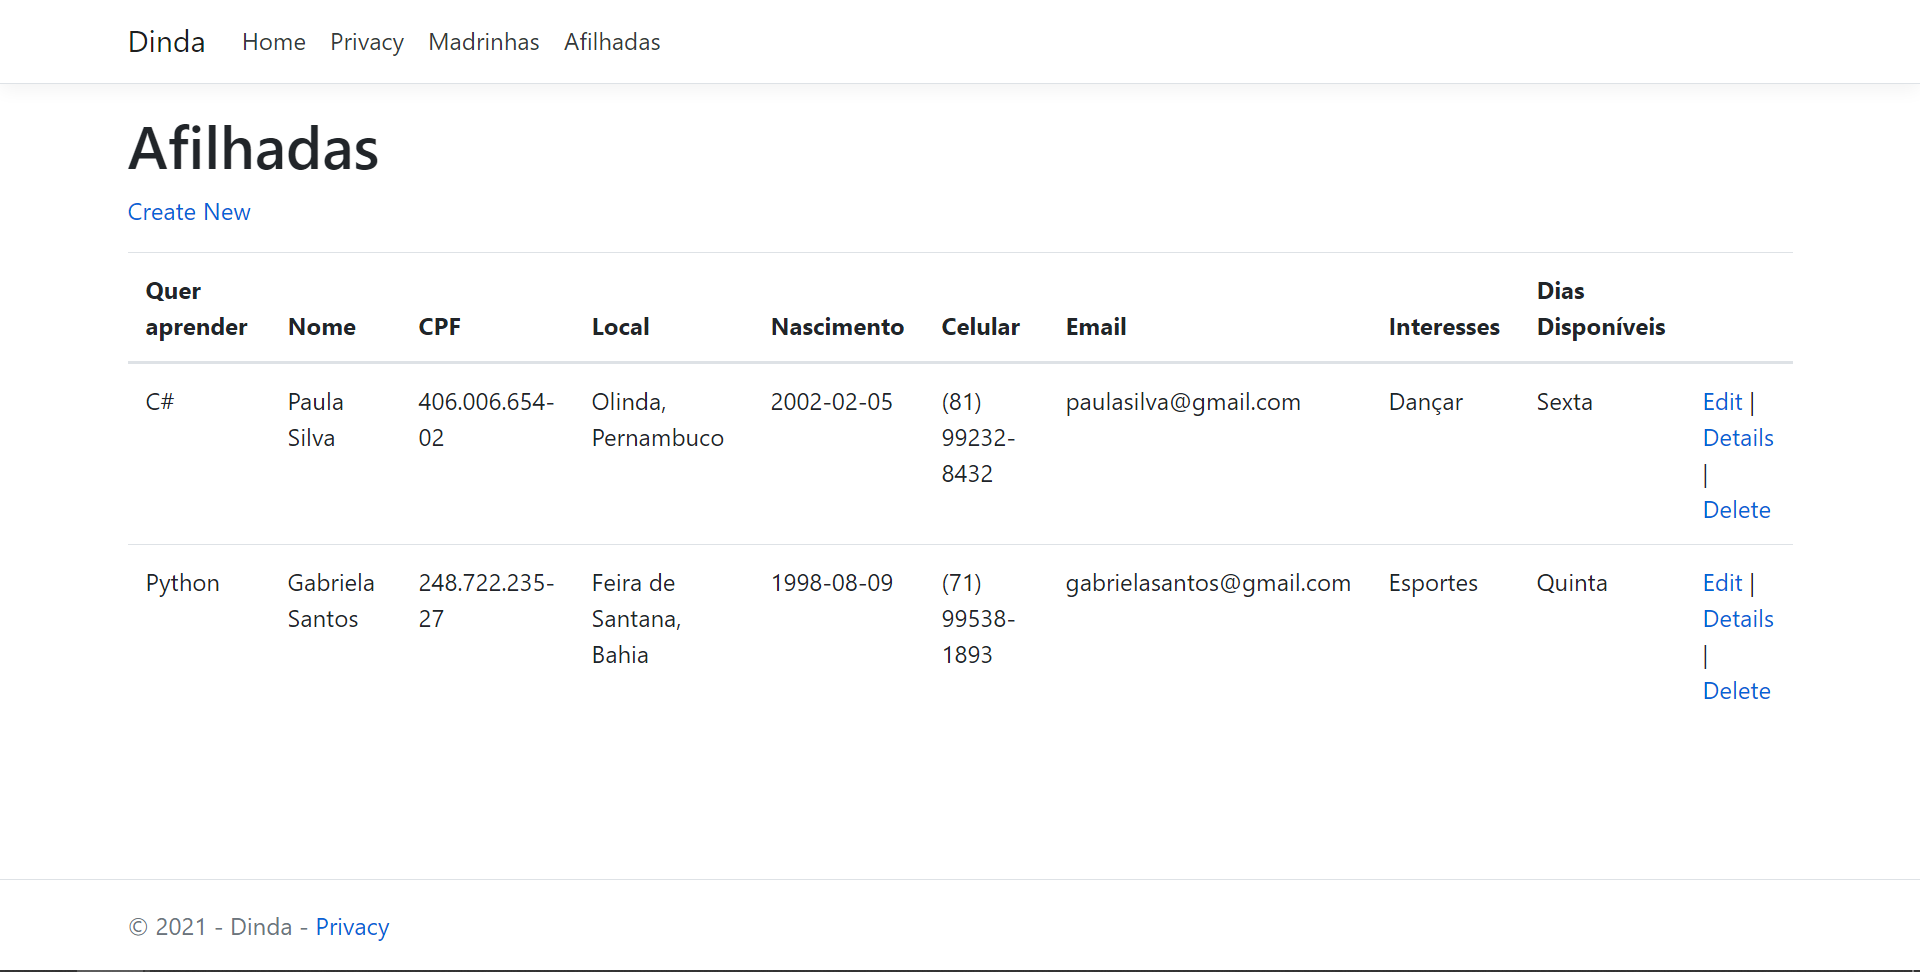 Dinda Home Privacy Madrinhas Afilhadas
Afilhadas
Create New
Quer aprender Nome CPF Local Nascimento Celular Email Interesses Dias Disponíveis
C# Paula Silva 406.006.654-02 Olinda, Pernambuco 2002-02-05 (81) 99232-8432 paulasilva@gmail.com Dançar Sexta Edit | Details | Delete
Python Gabriela Santos 248.722.235-27 Feira de Santana, Bahia 1998-08-09 (71) 99538-1893 gabrielasantos@gmail.com Esportes Quinta Edit | Details | Delete
© 2021 - Dinda - Privacy